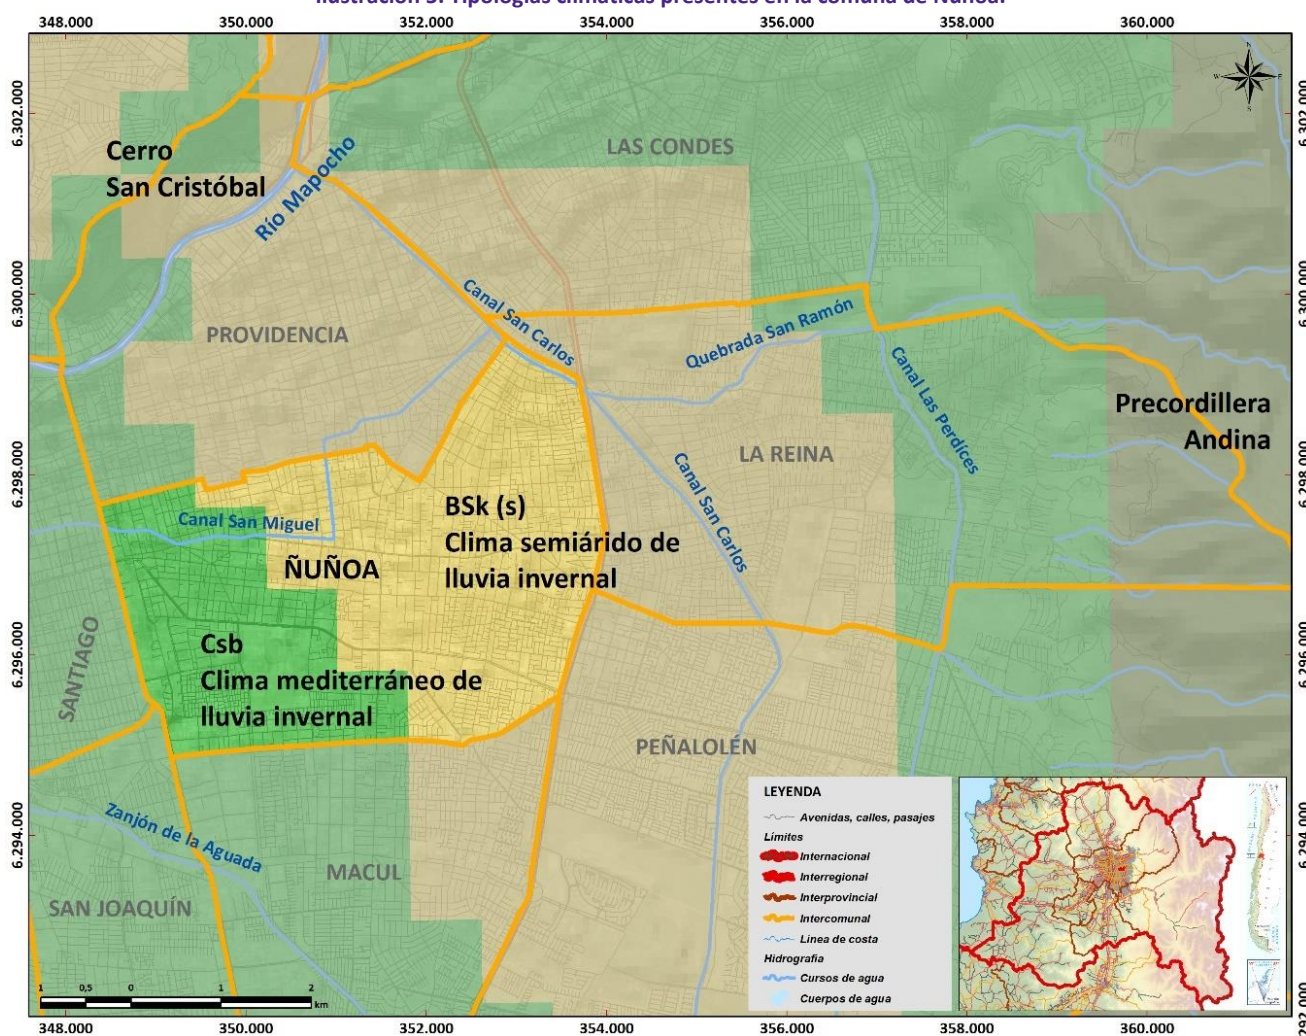 Ilustración 5. Tipologías climáticas presentes en la comuna de Ñuñoa.
348.000 350.000 352.000 354.000 356.000 358.000 360.000
6.302.000
6.300.000
6.298.000
6.296.000
6.294.000
6.302.000
6.300.000
6.298.000
6.296.000
6.294.000
N
W E
S
Cerro
San Cristóbal
Río Mapocho
LAS CONDES
PROVIDENCIA
Canal San Carlos
Quebrada San Ramón
Canal Las Perdíces
Precordillera
Andina
LA REINA
Canal San Carlos
BSk (s)
Clima semiárido de
lluvia invernal
Canal San Miguel
ÑUÑOA
Csb
Clima mediterráneo de
lluvia invernal
SANTIAGO
PEÑALOLÉN
Zanjón de la Aguada
MACUL
SAN JOAQUÍN
LEYENDA
Avenidas, calles, pasajes
Límites
Internacional
Interregional
Interprovincial
Intercomunal
Línea de costa
Hidrografía
Cursos de agua
Cuerpos de agua
1 0,5 0 1 2
km
348.000 350.000 352.000 354.000 356.000 358.000 360.000